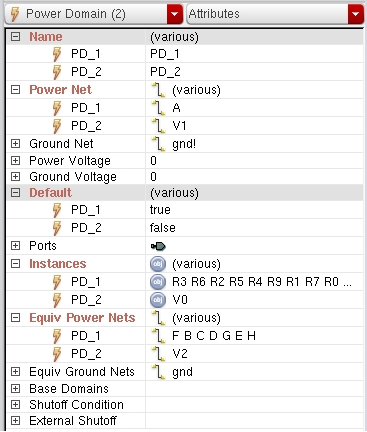 Power Domain (2) Attributes
Name (various)
PD_1 PD_1
PD_2 PD_2
Power Net (various)
PD_1 A
PD_2 V1
Ground Net gnd!
Power Voltage 0
Ground Voltage 0
Default (various)
PD_1 true
PD_2 false
Ports
Instances obj (various)
PD_1 obj R3 R6 R2 R5 R4 R9 R1 R7 R0 ...
PD_2 obj V0
Equiv Power Nets (various)
PD_1 F B C D G E H
PD_2 V2
Equiv Ground Nets gnd
Base Domains
Shutoff Condition
External Shutoff